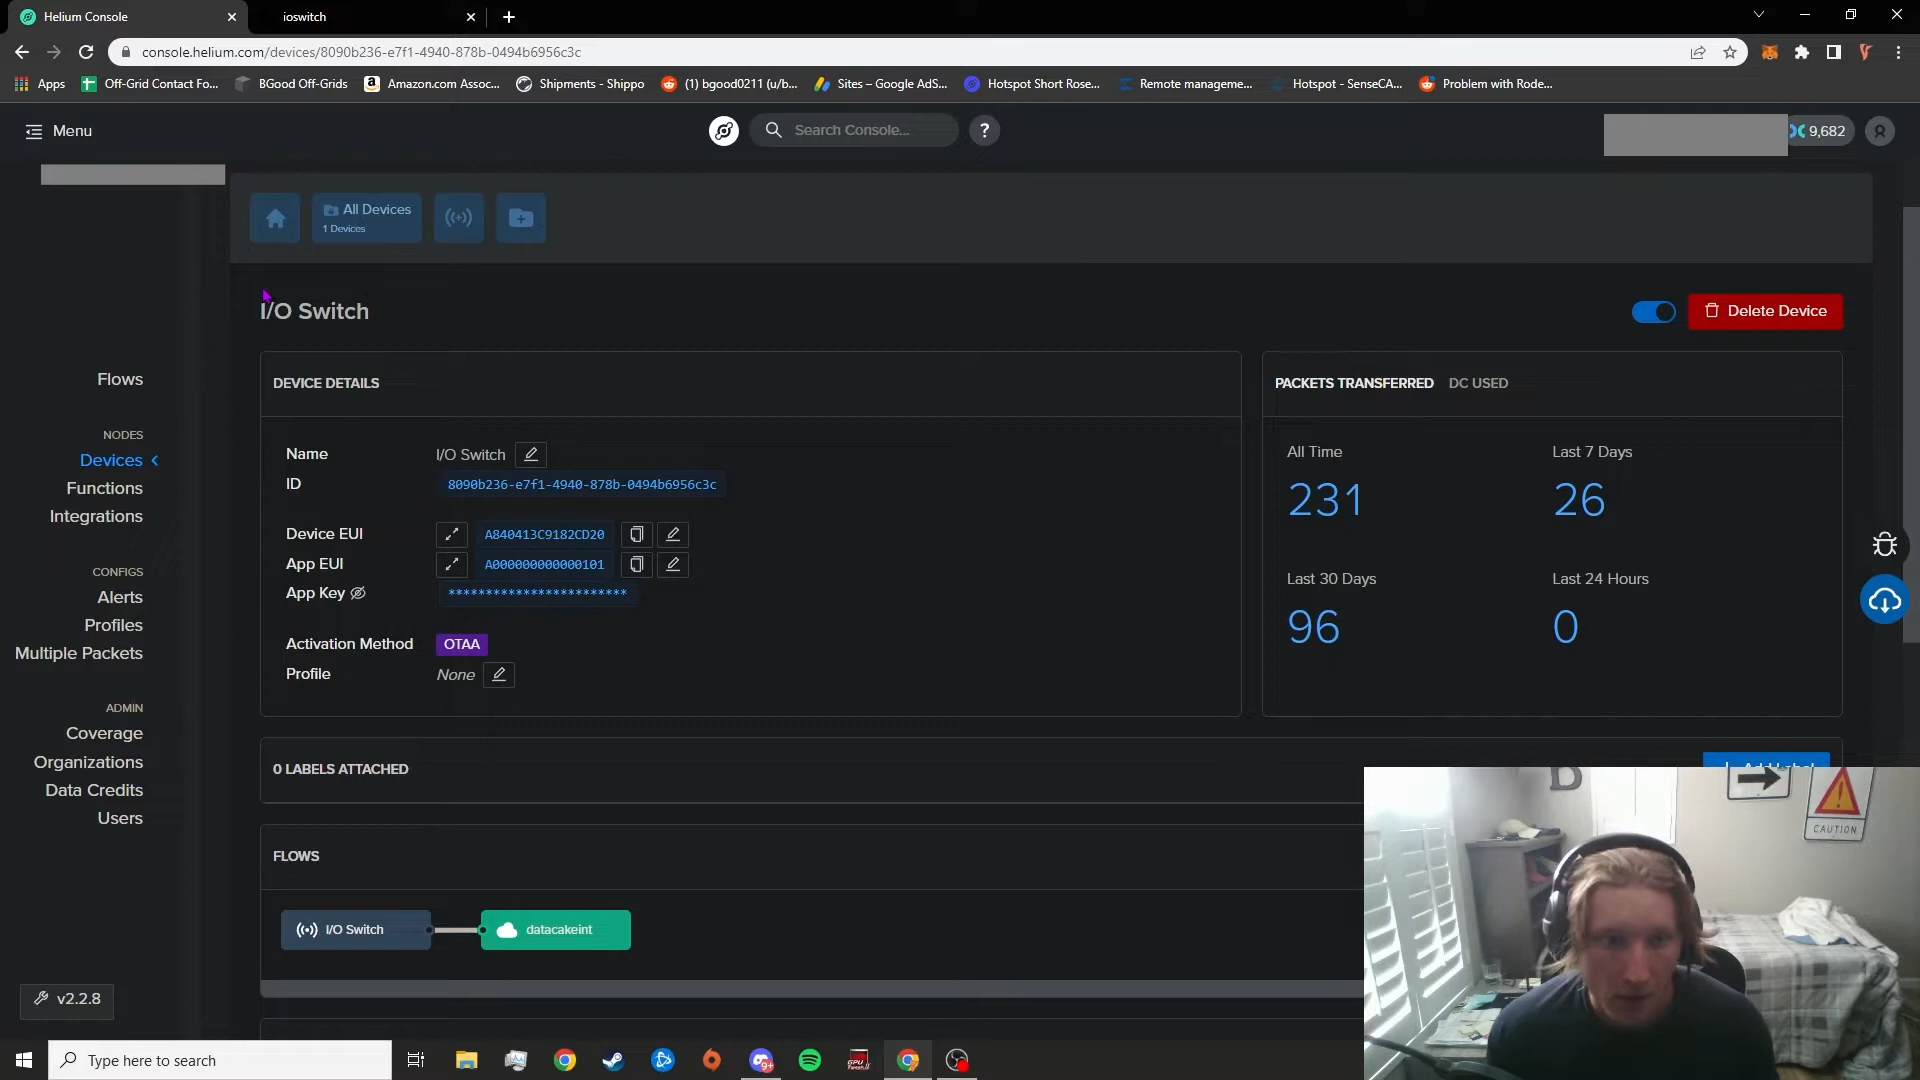 Helium Console
ioswitch
console.helium.com/devices/8090b236-e7f1-4940-878b-0494b6956c3c
Apps
Off-Grid Contact Fo...
BGood Off-Grids
Amazon.com Assoc...
Shipments - Shippo
(1) bgood0211 (u/b...
Sites – Google AdS...
Hotspot Short Rose...
Remote manageme...
Hotspot - SenseCA...
Problem with Rode...
Menu
Search Console...
?
9,682
All Devices
1 Devices
I/O Switch
Delete Device
Flows
NODES
Devices
Functions
Integrations
CONFIGS
Alerts
Profiles
Multiple Packets
ADMIN
Coverage
Organizations
Data Credits
Users
v2.2.8
DEVICE DETAILS
Name I/O Switch
ID 8090b236-e7f1-4940-878b-0494b6956c3c
Device EUI A840413C9182CD20
App EUI A000000000000101
App Key ************************
Activation Method OTAA
Profile None
PACKETS TRANSFERRED DC USED
All Time Last 7 Days
231 26
Last 30 Days Last 24 Hours
96 0
0 LABELS ATTACHED
Add Label
FLOWS
I/O Switch
datacakeint
CAUTION
Type here to search
9+
GPU